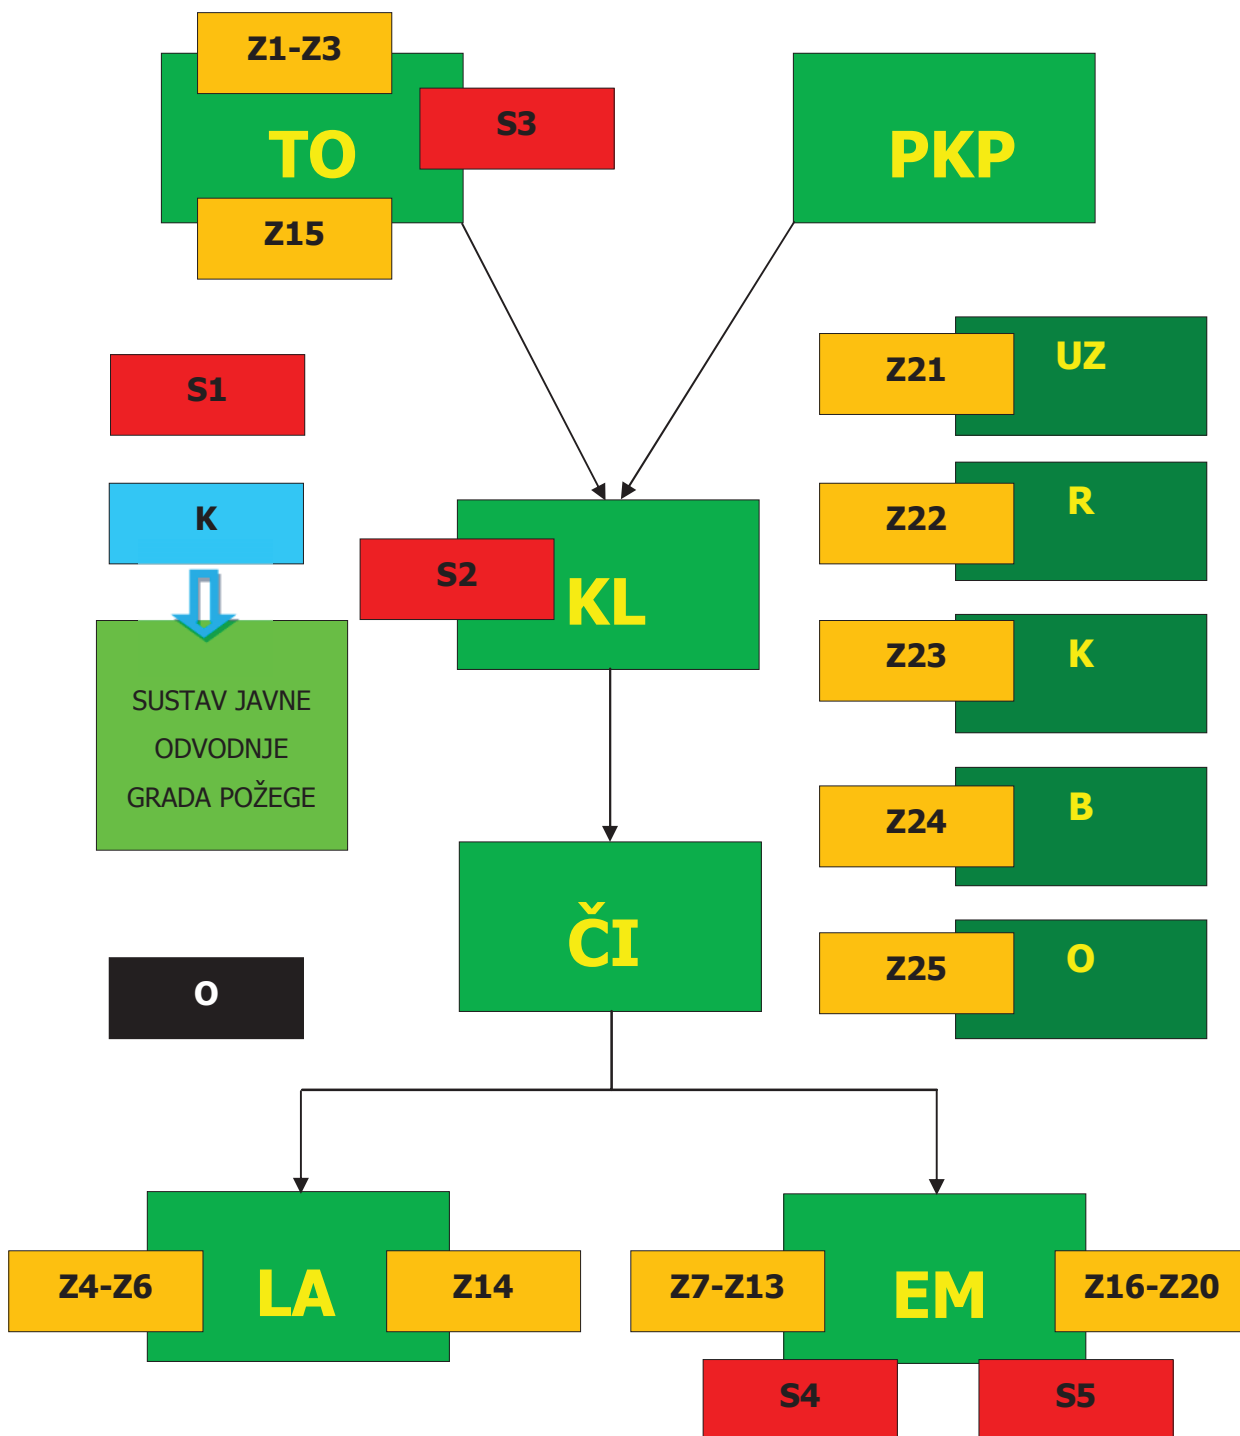 Z1-Z3
S3
TO
PKP
Z15
UZ
Z21
S1
R
Z22
K
S2
KL
K
Z23
SUSTAV JAVNE
ODVODNJE
GRADA POŽEGE
B
Z24
ČI
O
Z25
O
Z4-Z6
LA
Z14
Z7-Z13
EM
Z16-Z20
S4
S5